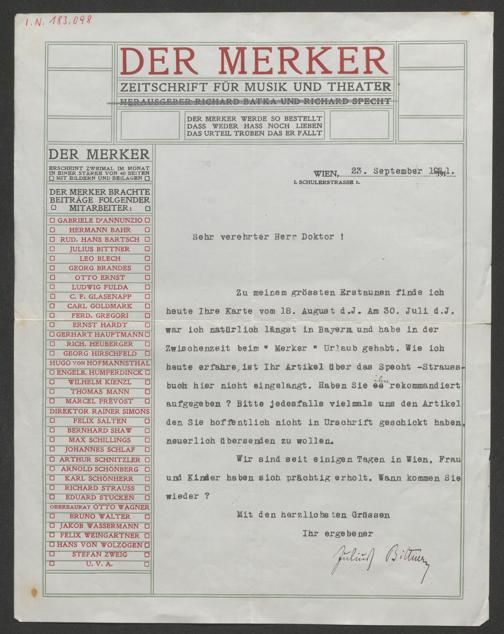 I.N. 183.098
DER MERKER
ZEITSCHRIFT FÜR MUSIK UND THEATER
HERAUSGEBER RICHARD BATKA UND RICHARD SPECHT
DER MERKER WERDE SO BESTELLT
DASS WEDER HASS NOCH LIEBEN
DAS URTEIL TRÜBEN DAS ER FÄLLT
DER MERKER
ERSCHEINT ZWEIMAL IM MONAT
IN EINER STÄRKE VON 40 SEITEN
MIT BILDERN UND BEILAGEN
DER MERKER BRACHTE
BEITRÄGE FOLGENDER
MITARBEITER:
GABRIELE D'ANNUNZIO
HERMANN BAHR
RUD. HANS BARTSCH
JULIUS BITTNER
LEO BLECH
GEORG BRANDES
OTTO ERNST
LUDWIG FULDA
C. F. GLASENAPP
CARL GOLDMARK
FERD. GREGORI
ERNST HARDT
GERHART HAUPTMANN
RICH. HEUBERGER
GEORG HIRSCHFELD
HUGO VON HOFMANNSTHAL
ENGELB. HUMPERDINCK
WILHELM KIENZL
THOMAS MANN
MARCEL PREVOST
DIREKTOR RAINER SIMONS
FELIX SALTEN
BERNHARD SHAW
MAX SCHILLINGS
JOHANNES SCHLAF
ARTHUR SCHNITZLER
ARNOLD SCHÖNBERG
KARL SCHÖNHERR
RICHARD STRAUSS
EDUARD STUCKEN
OBERBAURAT OTTO WAGNER
BRUNO WALTER
JAKOB WASSERMANN
FELIX WEINGARTNER
HANS VON WOLZOGEN
STEFAN ZWEIG
U. V. A.
WIEN, 23. September 1921.
I. SCHULERSTRASSE 1.
Sehr verehrter Herr Doktor !
Zu meinem grössten Erstaunen finde ich
heute Ihre Karte vom 18. August d.J. Am 30. Juli d.J.
war ich natürlich längst in Bayern und habe in der
Zwischenzeit beim " Merker " Urlaub gehabt. Wie ich
heute erfahre, ist Ihr Artikel über das Specht -Strauss-
buch hier nicht eingelangt. Haben Sie ihn rekommandiert
aufgegeben ? Bitte jedesfalls vielmals uns den Artikel
den Sie hoffentlich nicht in Urschrift geschickt haben,
neuerlich übersenden zu wollen.
Wir sind seit einigen Tagen in Wien, Frau
und Kinder haben sich prächtig erholt. Wann kommen Sie
wieder ?
Mit den herzlichsten Grüssen
Ihr ergebener
Julius Bittner